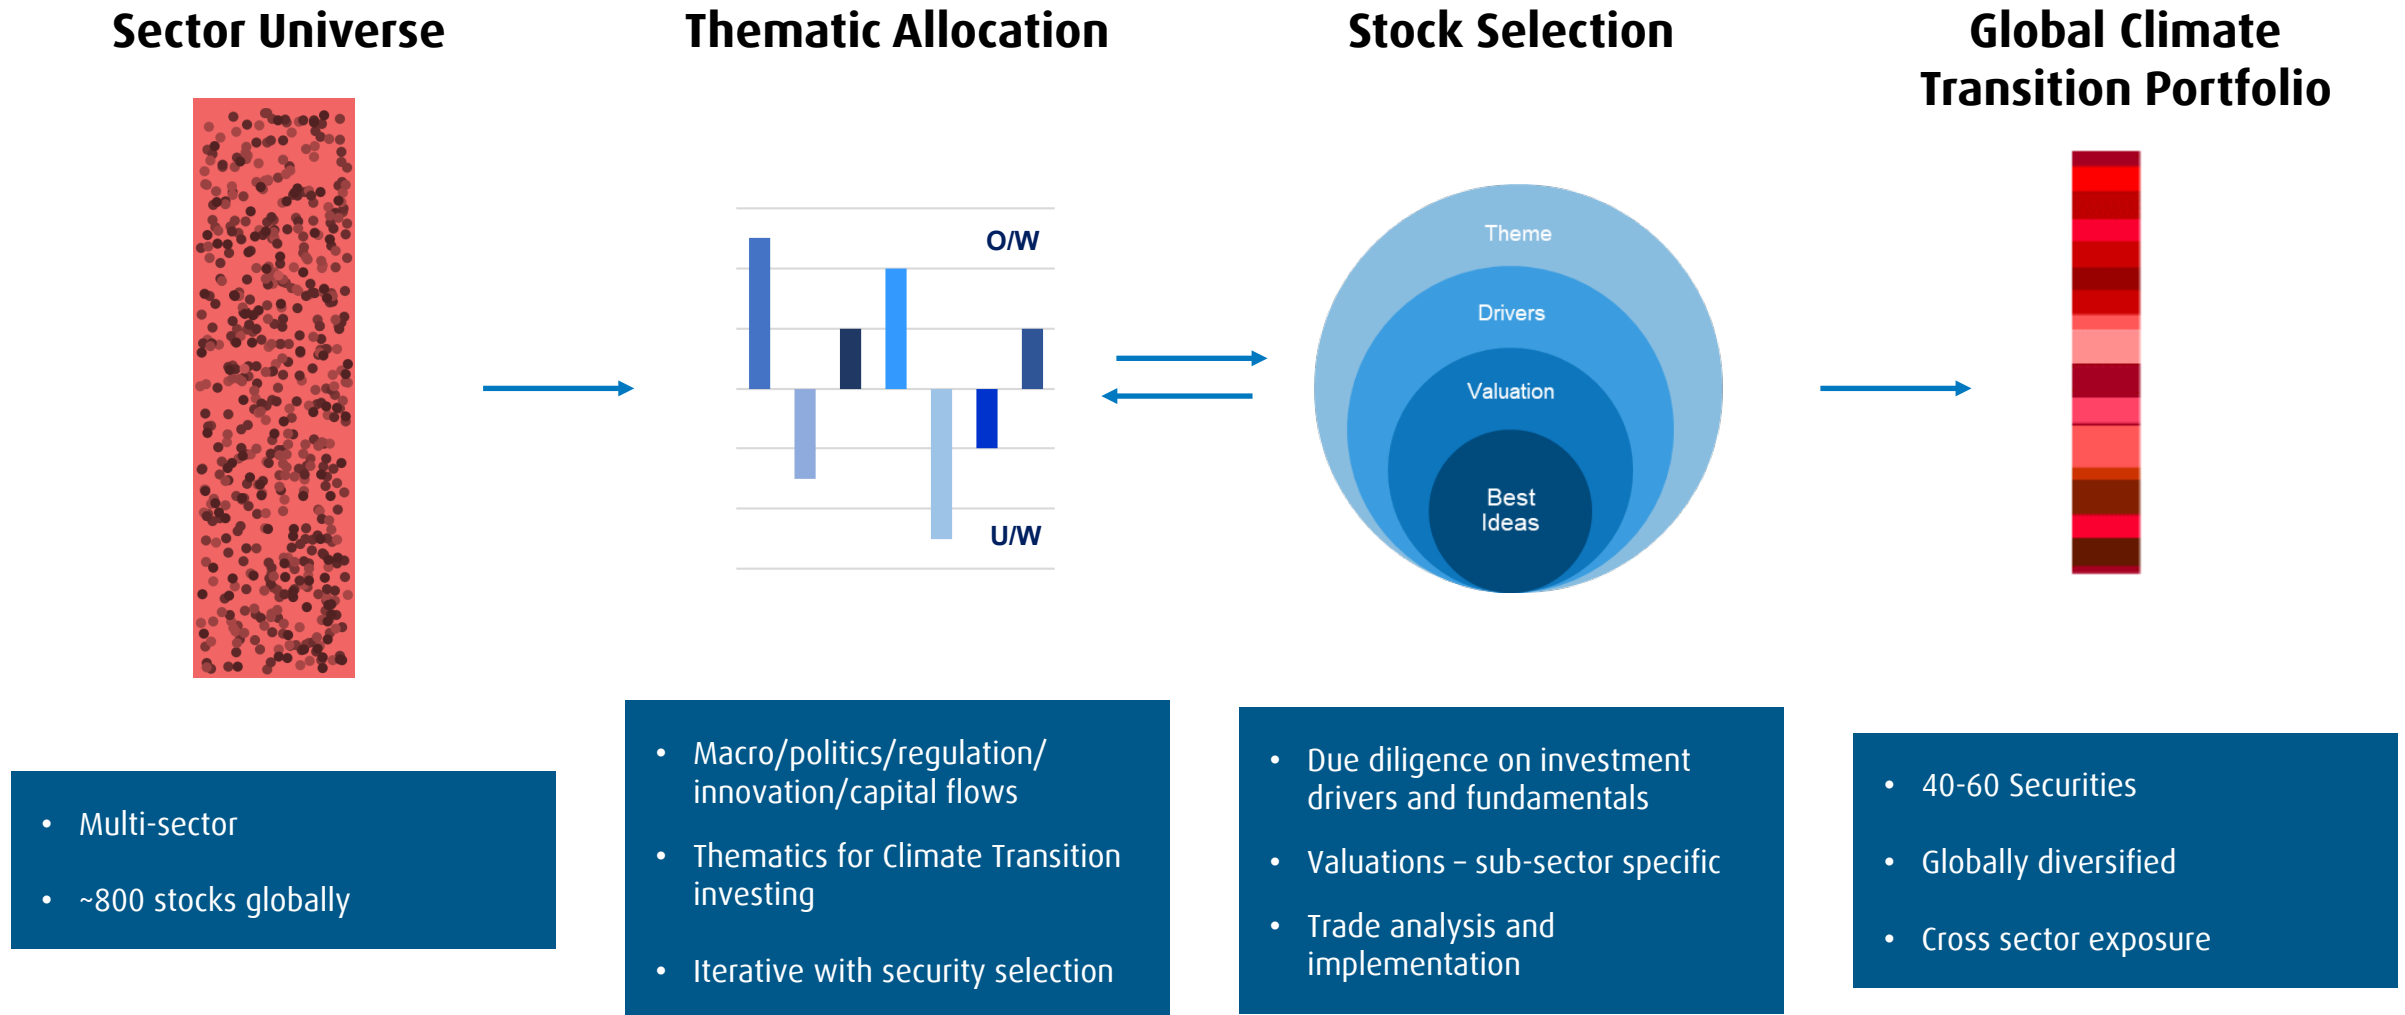 Sector Universe
Thematic Allocation
Stock Selection
Global Climate
Transition Portfolio
O/W
U/W
Theme
Drivers
Valuation
Best
Ideas
• Multi-sector
• ~800 stocks globally
• Macro/politics/regulation/
innovation/capital flows
• Thematics for Climate Transition
investing
• Iterative with security selection
• Due diligence on investment
drivers and fundamentals
• Valuations – sub-sector specific
• Trade analysis and
implementation
• 40-60 Securities
• Globally diversified
• Cross sector exposure